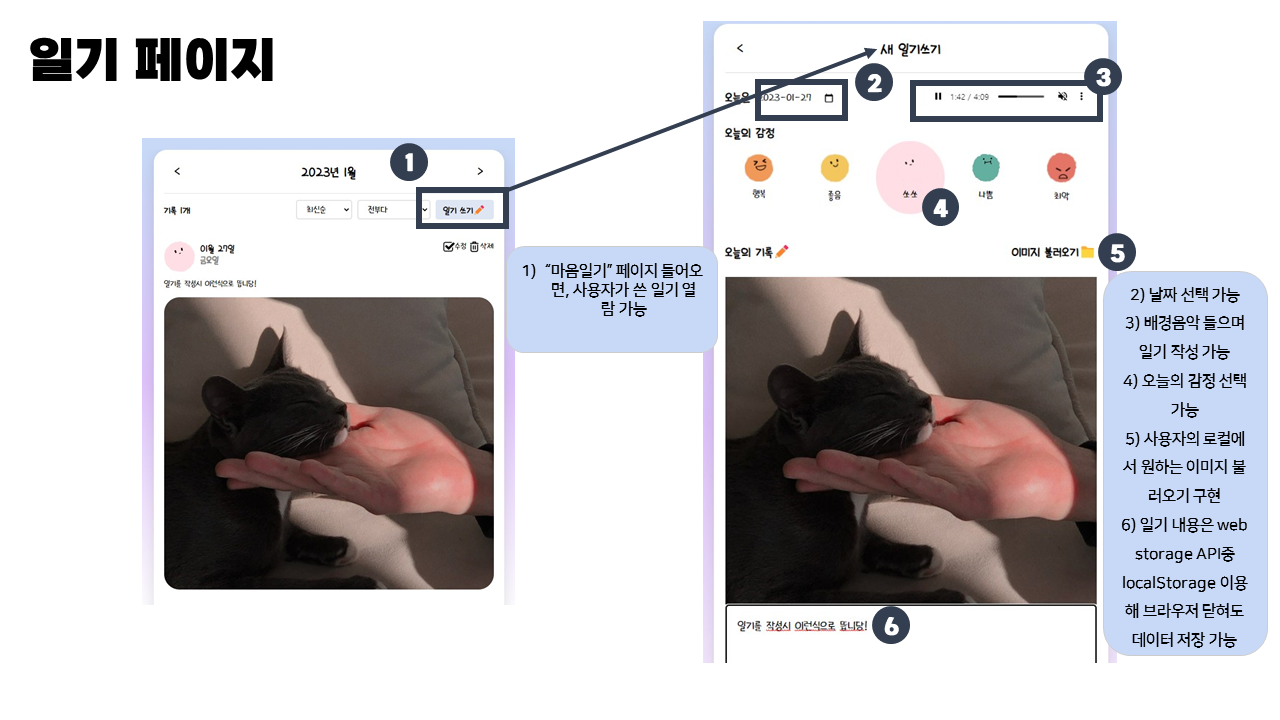 일기 페이지
1
< 2023년 1월 >
기록 1개
최신순
전부다
일기 쓰기
01월 27일
금요일
수정
삭제
일기를 작성시 이런식으로 뜹니당!
1) “마음일기” 페이지 들어오
면, 사용자가 쓴 일기 열
람 가능
< 새 일기쓰기
2
3
오늘은 2023-01-27
1:42 / 4:09
오늘의 감정
행복
좋음
쏘쏘
나쁨
최악
4
오늘의 기록
이미지 불러오기
5
일기를 작성시 이런식으로 뜹니당!
6
2) 날짜 선택 가능
3) 배경음악 들으며
일기 작성 가능
4) 오늘의 감정 선택
가능
5) 사용자의 로컬에
서 원하는 이미지 불
러오기 구현
6) 일기 내용은 web
storage API중
localStorage 이용
해 브라우저 닫혀도
데이터 저장 가능